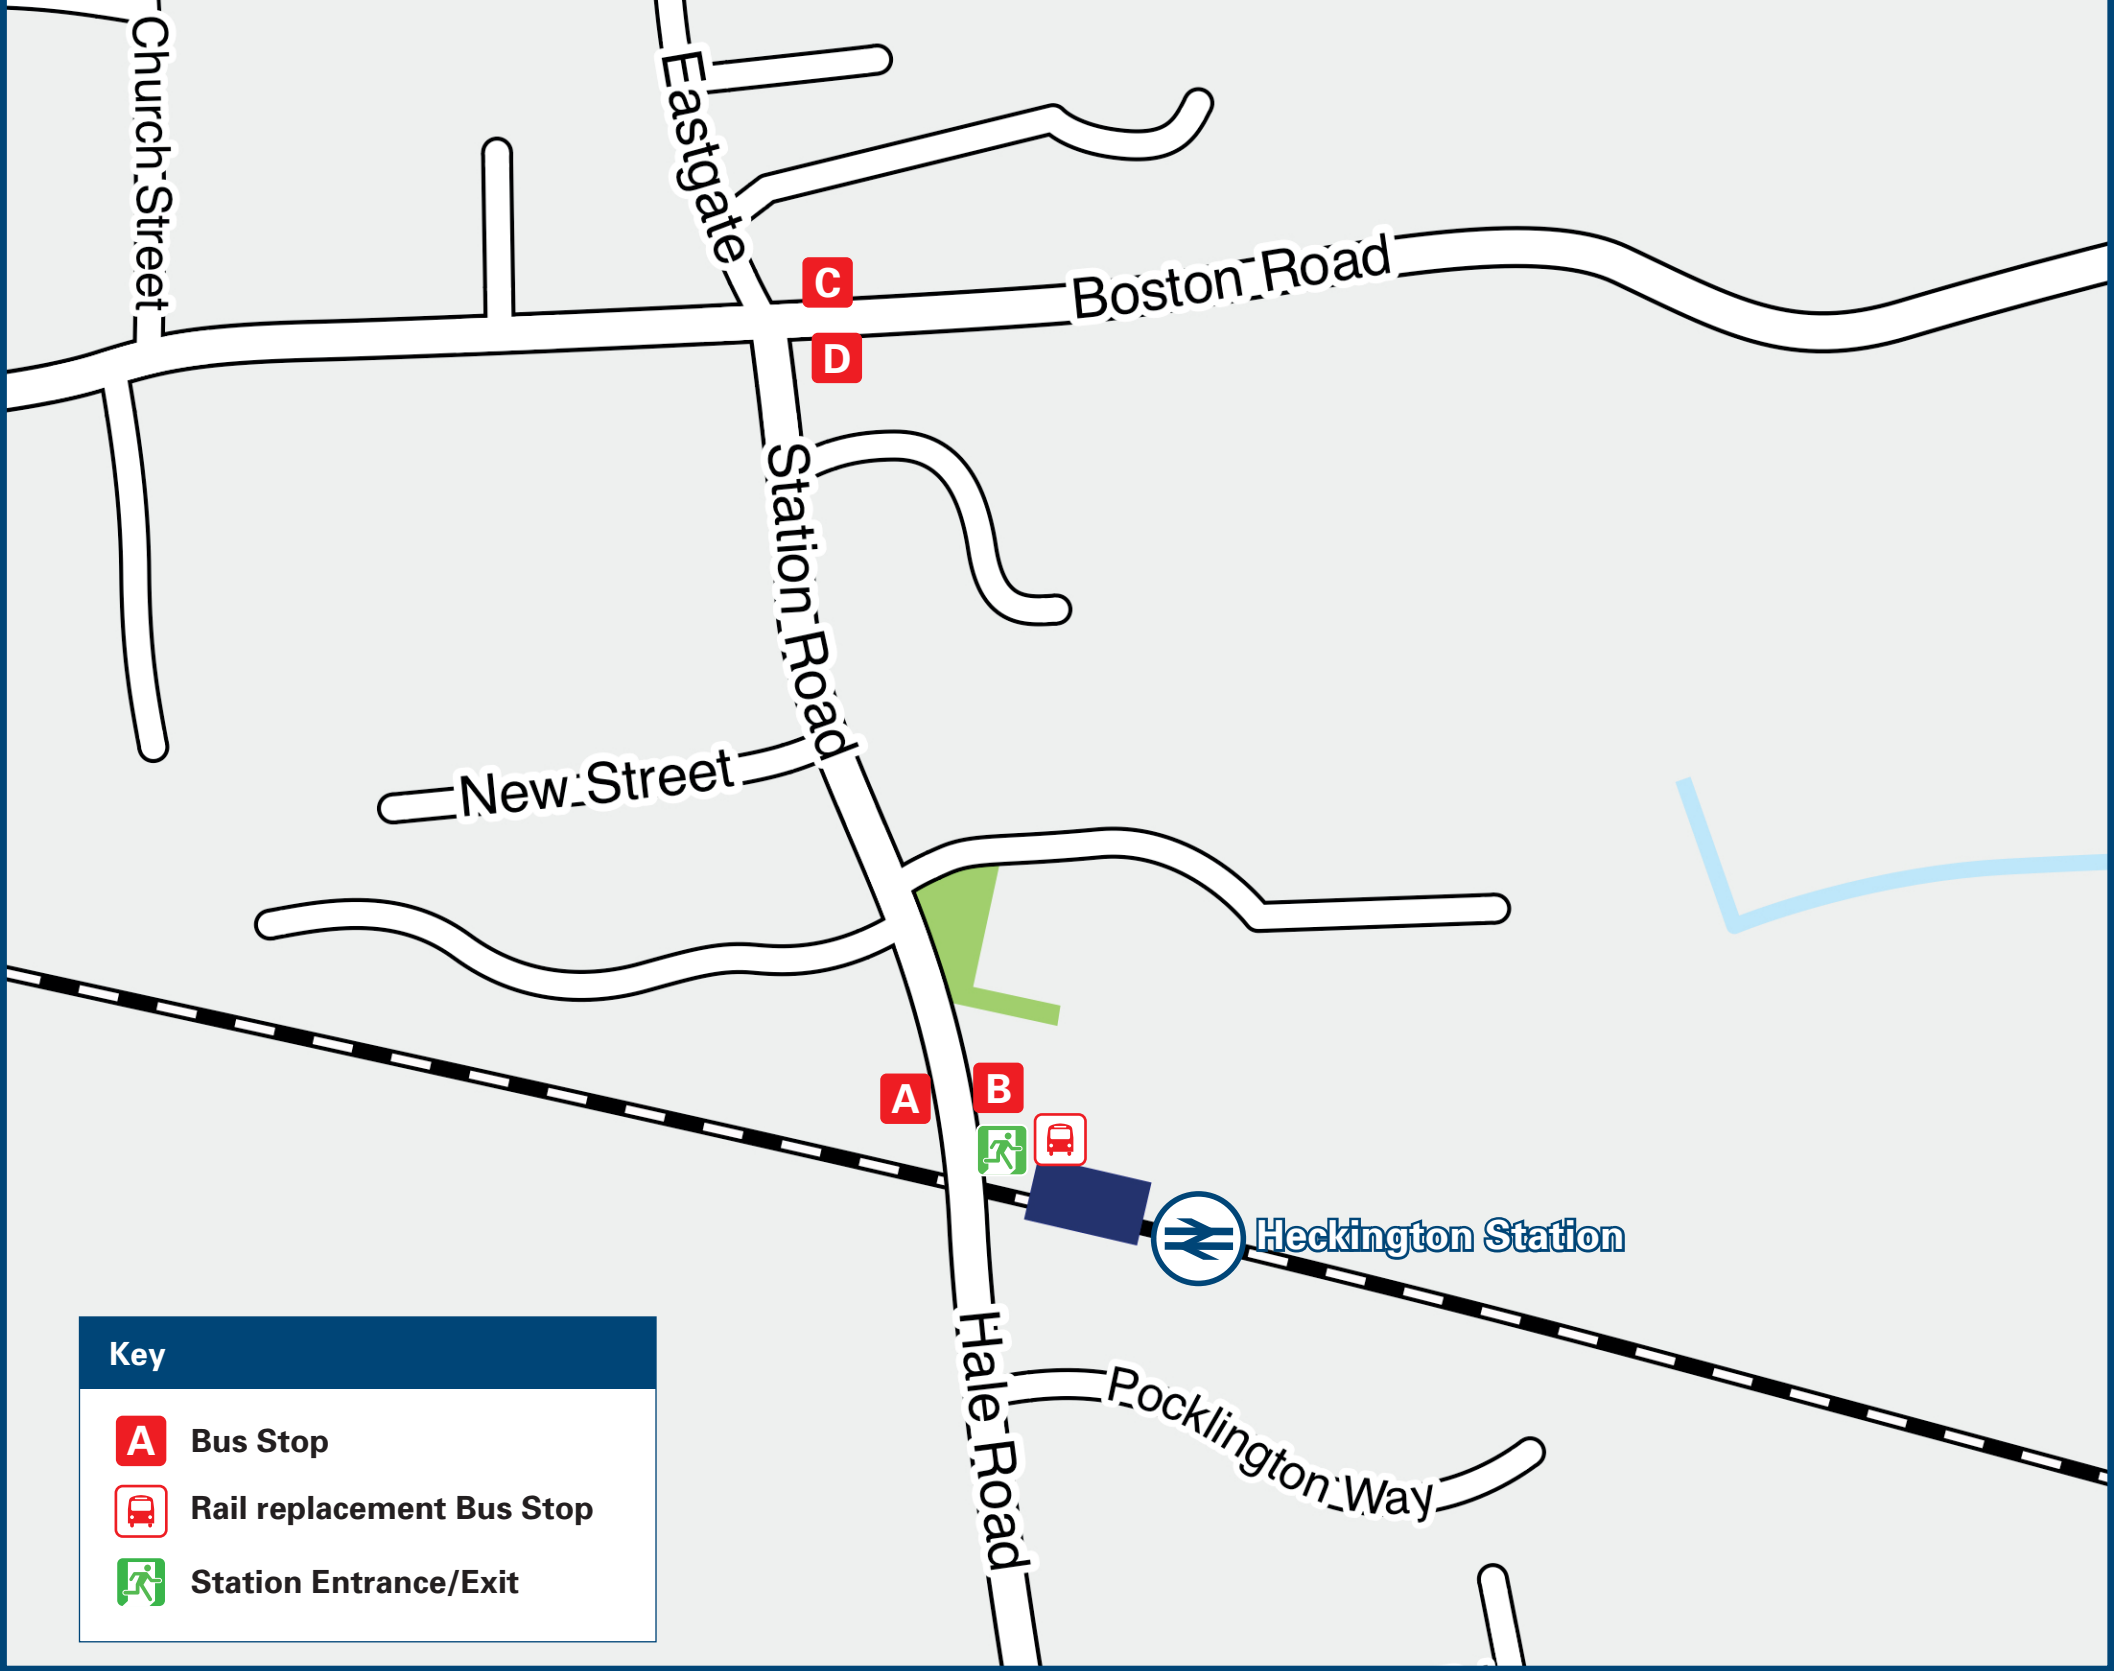 Church Street
Eastgate
C
Boston Road
D
Station Road
New Street
A
B
Heckington Station
Hale Road
Pocklington Way
Key
A Bus Stop
Rail replacement Bus Stop
Station Entrance/Exit